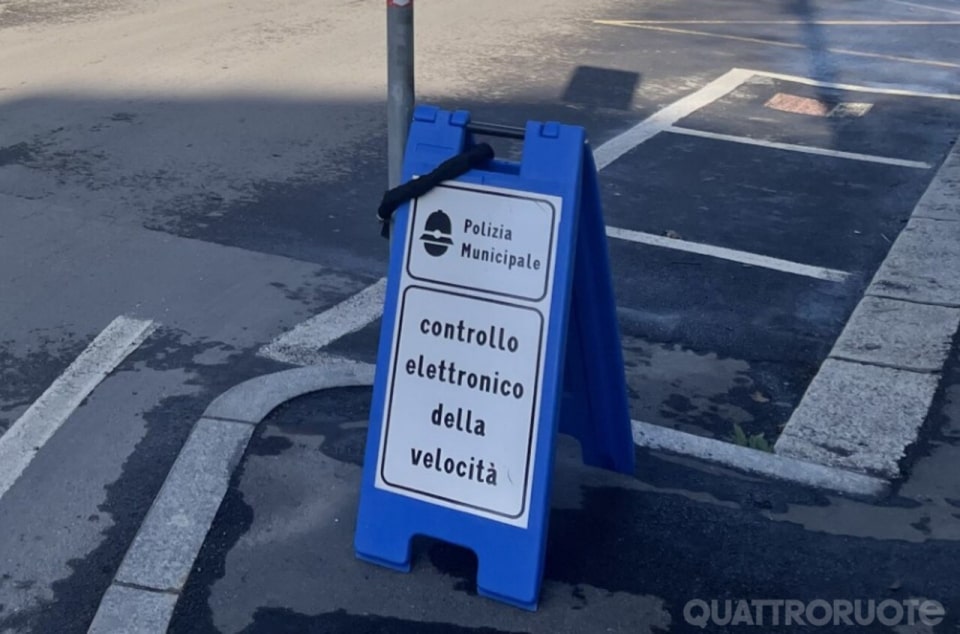 Polizia
Municipale
controllo
elettronico
della
velocità
QUATTRORUOTE